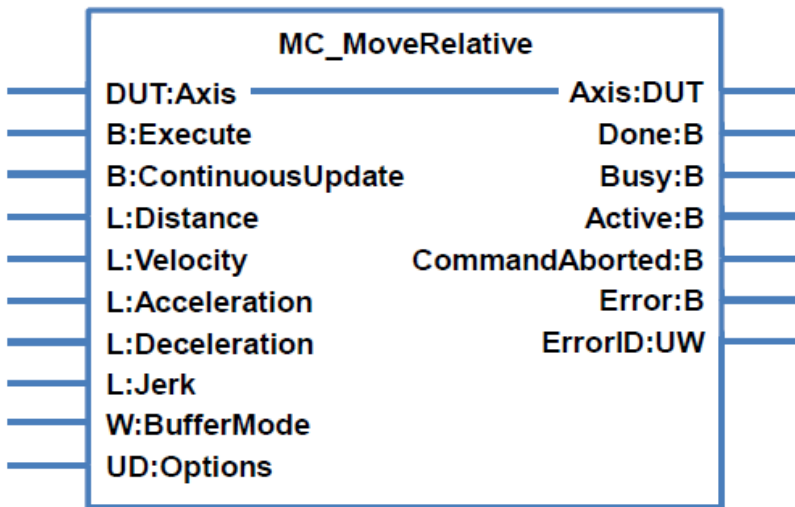 MC_MoveRelative
DUT:Axis Axis:DUT
B:Execute Done:B
B:ContinuousUpdate Busy:B
L:Distance Active:B
L:Velocity CommandAborted:B
L:Acceleration Error:B
L:Deceleration ErrorID:UW
L:Jerk
W:BufferMode
UD:Options